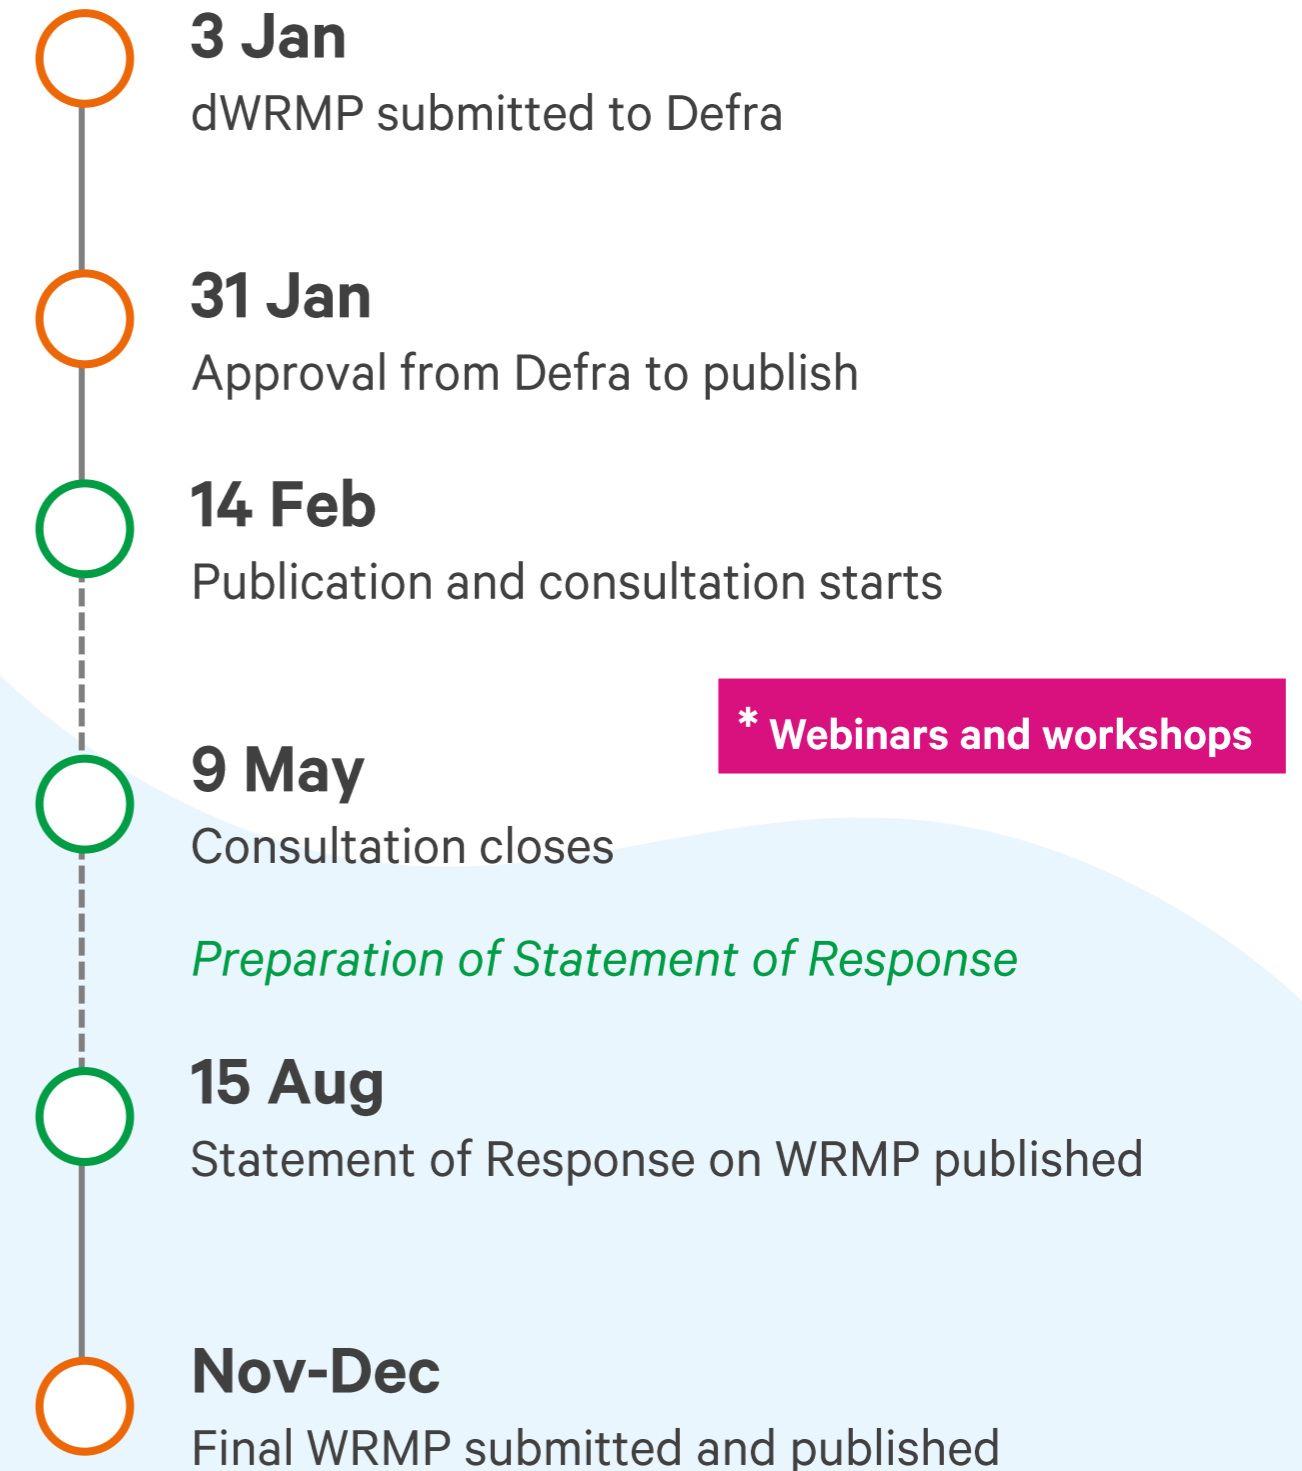 3 Jan
dWRMP submitted to Defra
31 Jan
Approval from Defra to publish
14 Feb
Publication and consultation starts
* Webinars and workshops
9 May
Consultation closes
Preparation of Statement of Response
15 Aug
Statement of Response on WRMP published
Nov-Dec
Final WRMP submitted and published